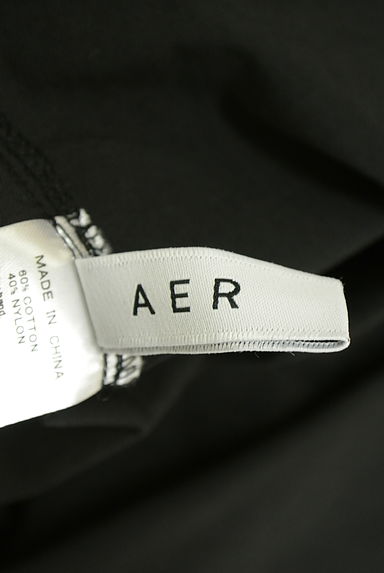 AER
MADE IN CHINA
60% COTTON
40% NYLON